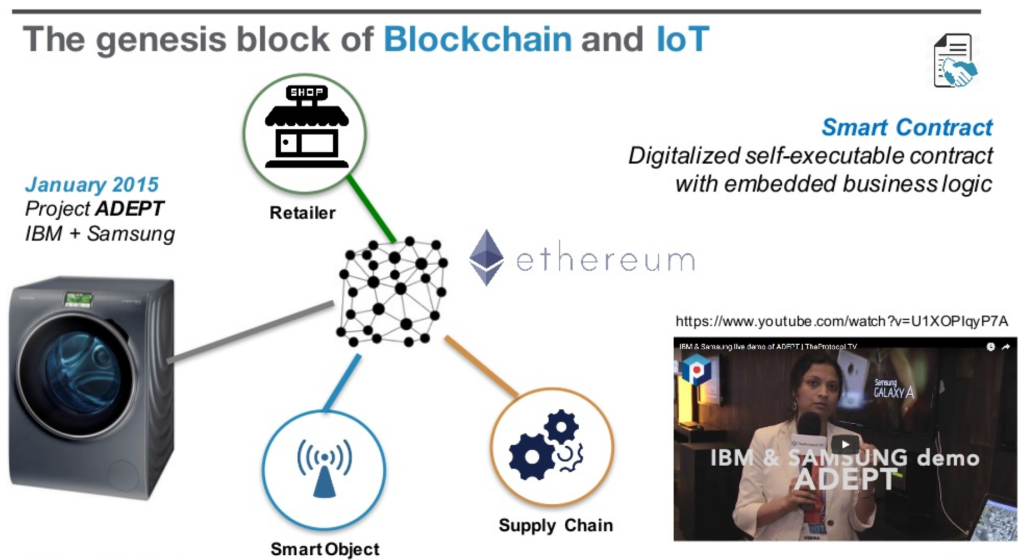 The genesis block of Blockchain and IoT
SHOP
Retailer
January 2015
Project ADEPT
IBM + Samsung
Smart Contract
Digitalized self-executable contract
with embedded business logic
ethereum
https://www.youtube.com/watch?v=U1XOPIqyP7A
IBM & Samsung live demo of ADEPT | TheProtocol TV
Samsung
GALAXY A
IBM & SAMSUNG demo
ADEPT
Supply Chain
Smart Object